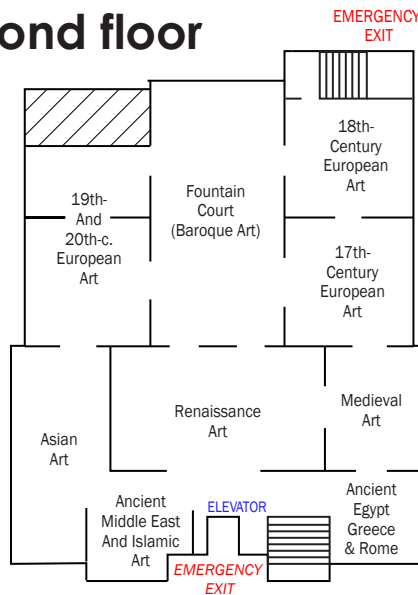 ond floor
EMERGENCY
EXIT
18th-
Century
European
Art
Fountain
Court
(Baroque Art)
19th-
And
20th-c.
European
Art
17th-
Century
European
Art
Renaissance
Art
Medieval
Art
Asian
Art
Ancient
Middle East
And Islamic
Art
ELEVATOR
Ancient
Egypt
Greece
& Rome
EMERGENCY
EXIT